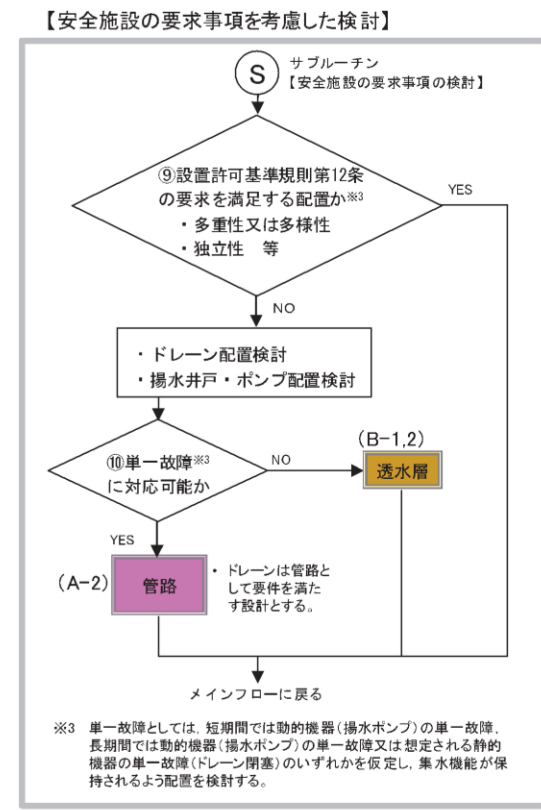 【安全施設の要求事項を考慮した検討】
S
サブルーチン
【安全施設の要求事項の検討】
⑨設置許可基準規則第12条
の要求を満足する配置か※3
・多重性又は多様性
・独立性 等
YES
NO
・ドレーン配置検討
・揚水井戸・ポンプ配置検討
⑩単一故障※3
に対応可能か
NO
(B-1,2)
透水層
YES
(A-2)
管路
・ドレーンは管路と
して要件を満た
す設計とする。
メインフローに戻る
※3 単一故障としては，短期間では動的機器(揚水ポンプ)の単一故障，
長期間では動的機器(揚水ポンプ)の単一故障又は想定される静的
機器の単一故障(ドレーン閉塞)のいずれかを仮定し，集水機能が保
持されるよう配置を検討する。